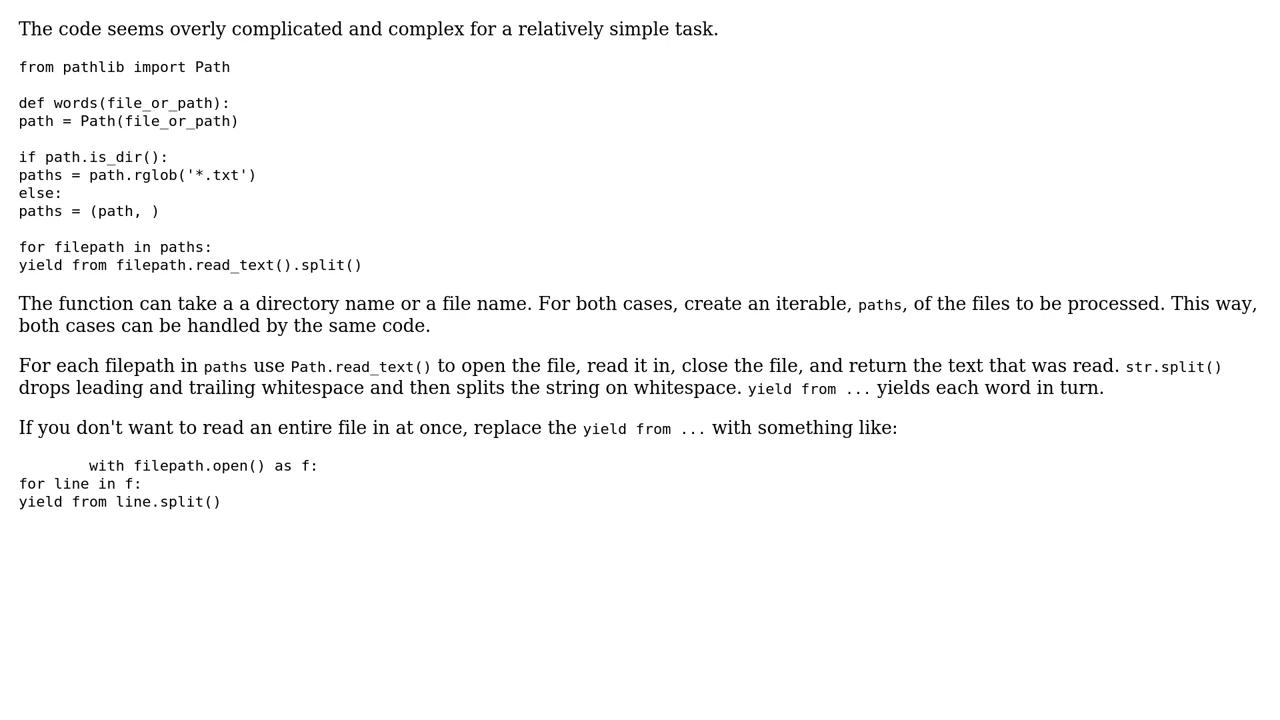 The code seems overly complicated and complex for a relatively simple task.
from pathlib import Path
def words(file_or_path):
path = Path(file_or_path)
if path.is_dir():
paths = path.rglob('*.txt')
else:
paths = (path, )
for filepath in paths:
yield from filepath.read_text().split()
The function can take a a directory name or a file name. For both cases, create an iterable, paths, of the files to be processed. This way,
both cases can be handled by the same code.
For each filepath in paths use Path.read_text() to open the file, read it in, close the file, and return the text that was read. str.split()
drops leading and trailing whitespace and then splits the string on whitespace. yield from ... yields each word in turn.
If you don't want to read an entire file in at once, replace the yield from ... with something like:
with filepath.open() as f:
for line in f:
yield from line.split()